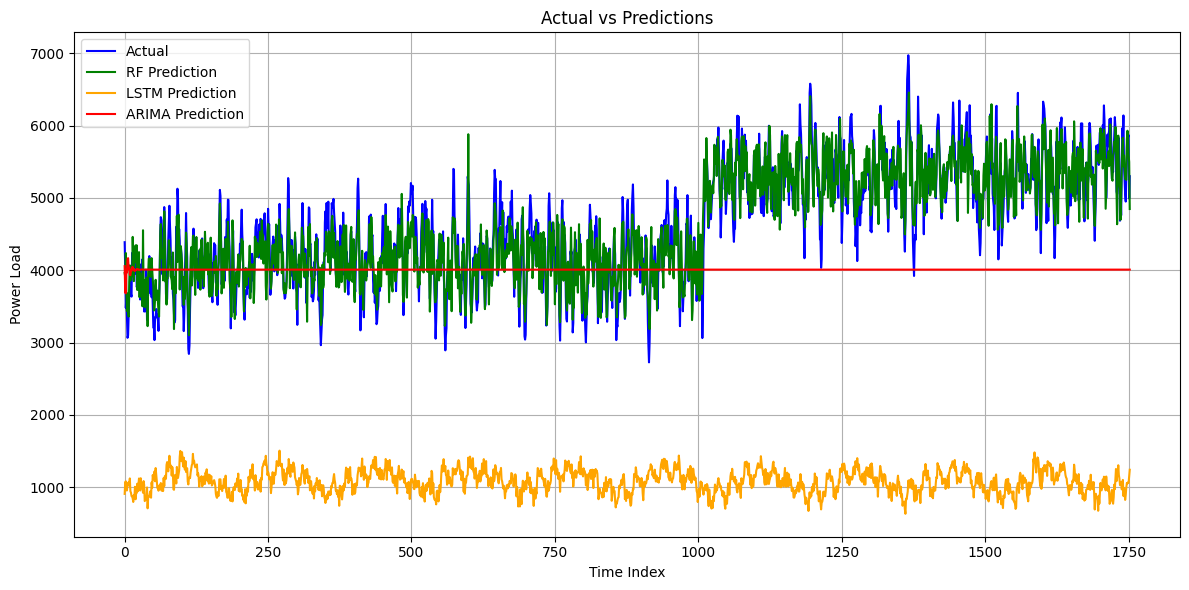 Actual vs Predictions
Actual
RF Prediction
LSTM Prediction
ARIMA Prediction
Power Load
7000
6000
5000
4000
3000
2000
1000
0 250 500 750 1000 1250 1500 1750
Time Index